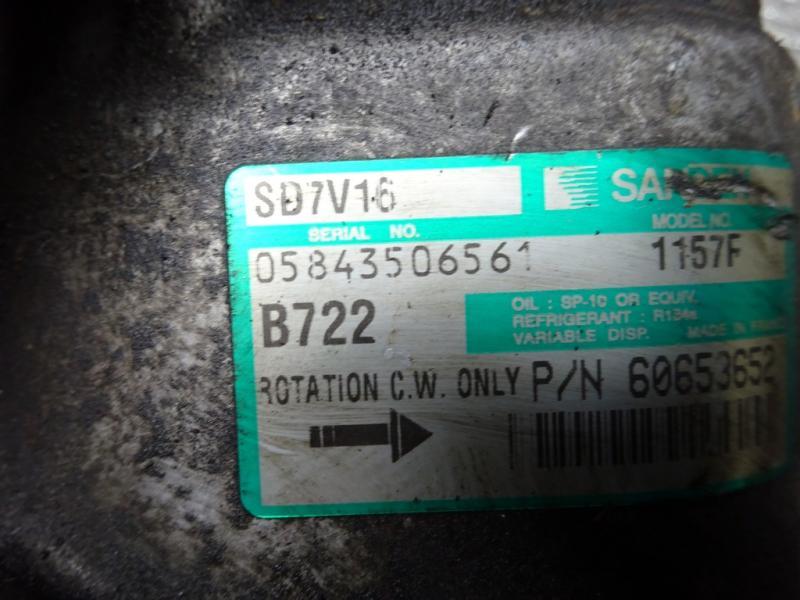 SD7V16
SERIAL NO.
MODEL NO.
05843506561
1157F
B722
OIL : SP-10 OR EQUIV.
REFRIGERANT : R134a
VARIABLE DISP. MADE IN
ROTATION C.W. ONLY
P/N 60653652